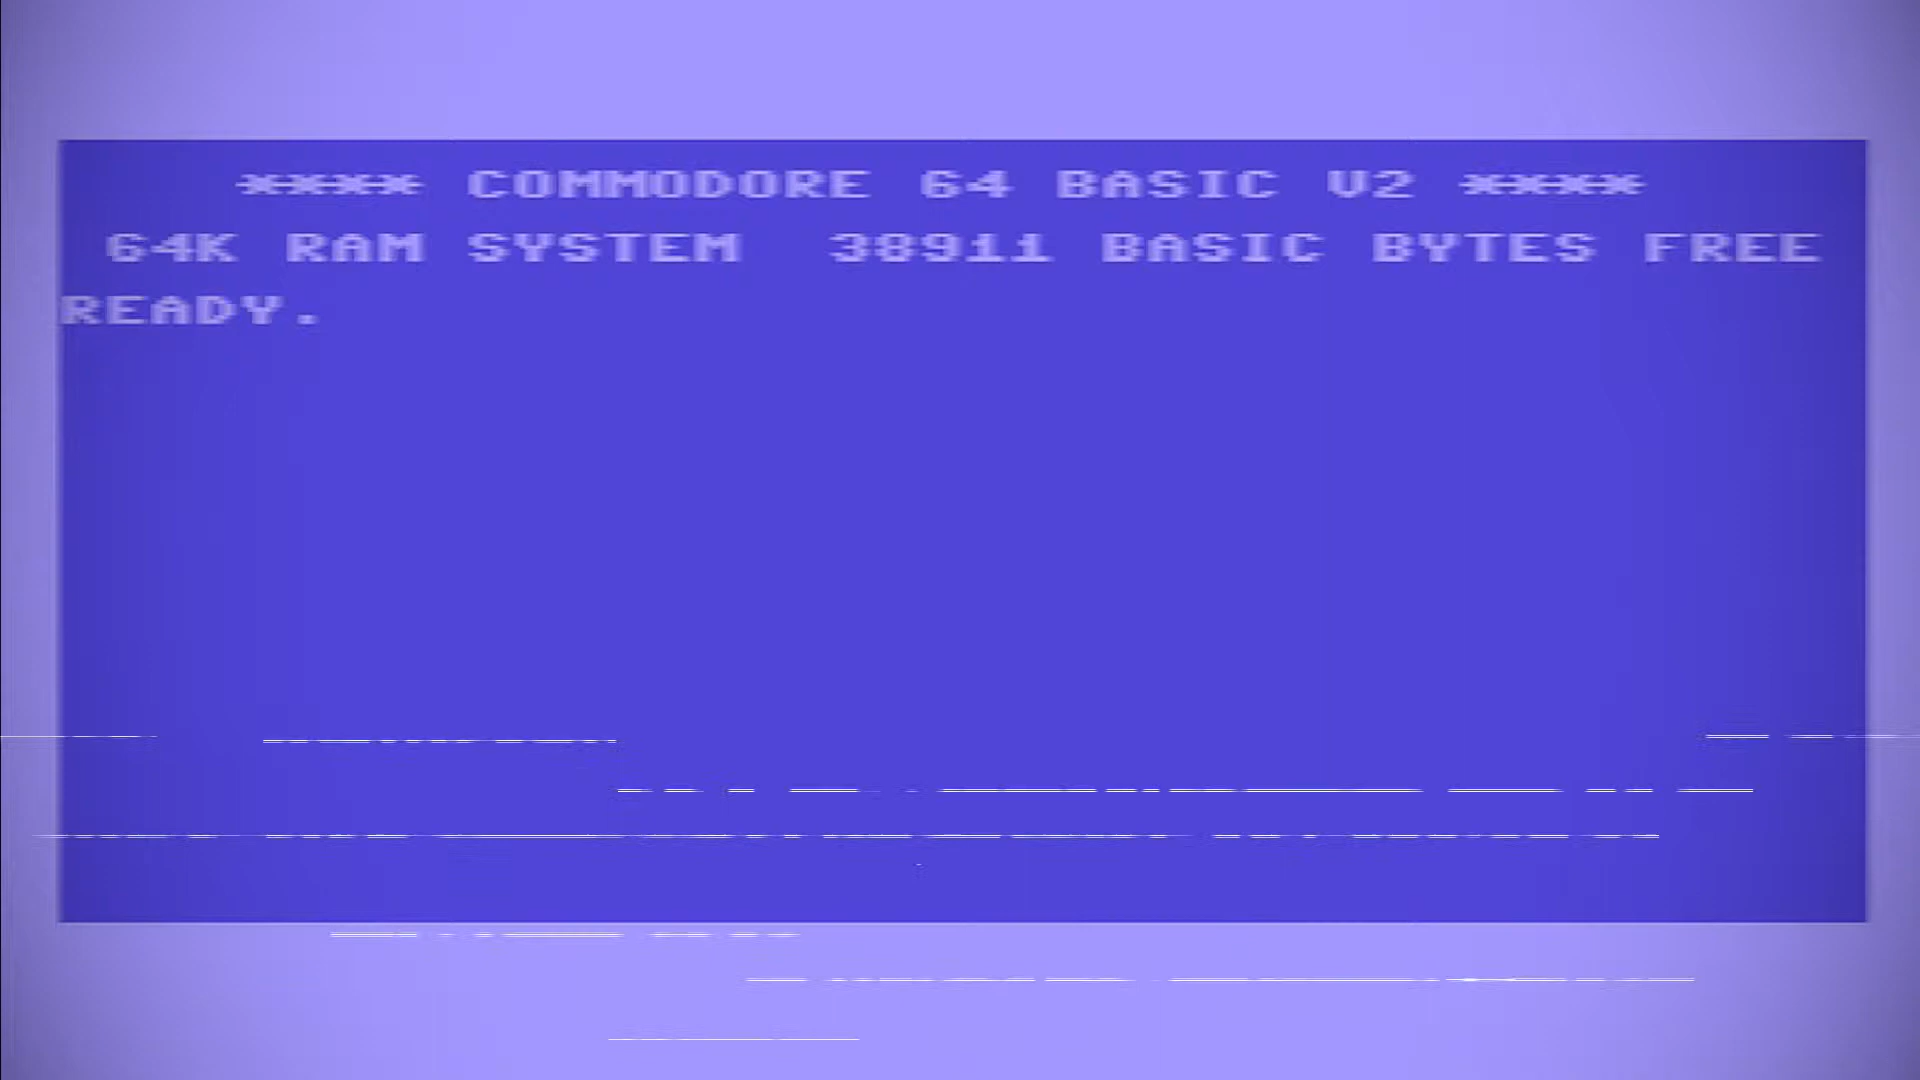 **** COMMODORE 64 BASIC V2 ****
64K RAM SYSTEM  38911 BASIC BYTES FREE
READY.